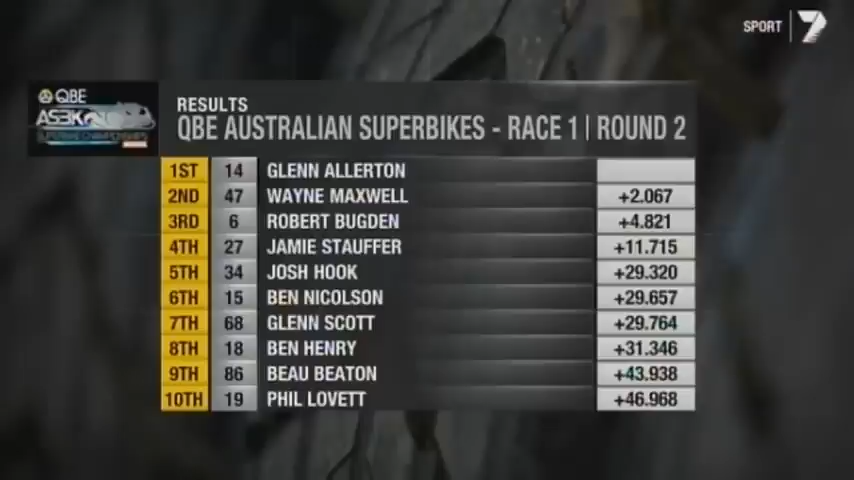 SPORT 7
QBE
ASBK
SUPERBIKE CHAMPIONSHIPS
RESULTS
QBE AUSTRALIAN SUPERBIKES - RACE 1 | ROUND 2
1ST 14 GLENN ALLERTON
2ND 47 WAYNE MAXWELL +2.067
3RD 6 ROBERT BUGDEN +4.821
4TH 27 JAMIE STAUFFER +11.715
5TH 34 JOSH HOOK +29.320
6TH 15 BEN NICOLSON +29.657
7TH 68 GLENN SCOTT +29.764
8TH 18 BEN HENRY +31.346
9TH 86 BEAU BEATON +43.938
10TH 19 PHIL LOVETT +46.968